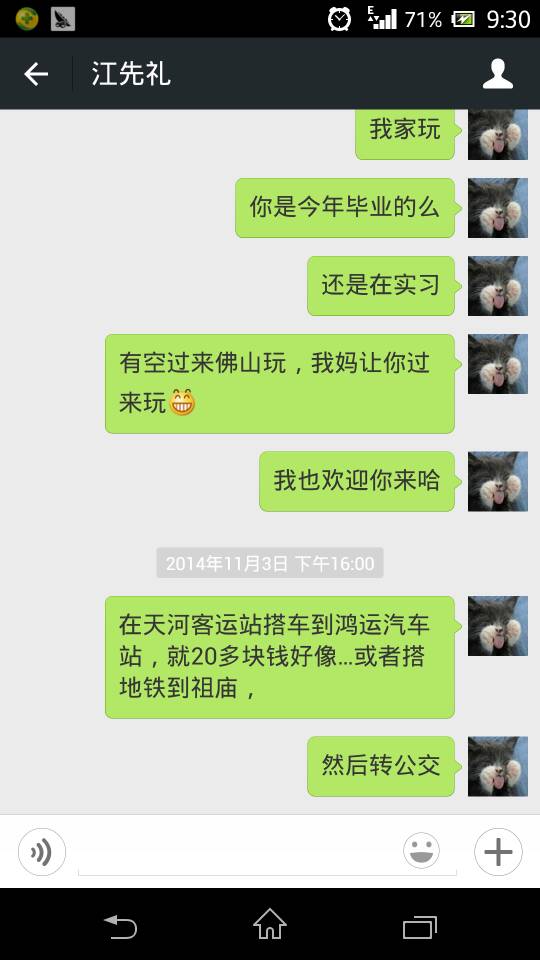 E 71% 9:30
江先礼
我家玩
你是今年毕业的么
还是在实习
有空过来佛山玩，我妈让你过
来玩😁
我也欢迎你来哈
2014年11月3日 下午16:00
在天河客运站搭车到鸿运汽车
站，就20多块钱好像...或者搭
地铁到祖庙，
然后转公交